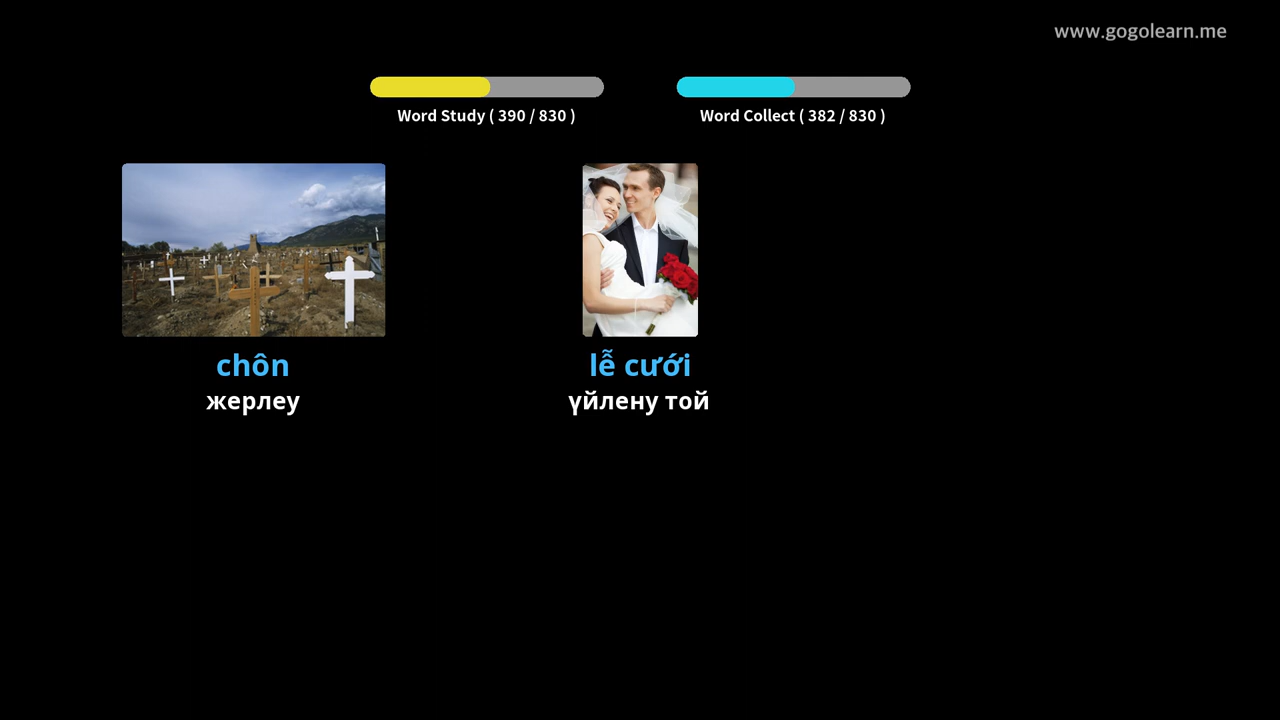 www.gogolearn.me
Word Study ( 390 / 830 )
Word Collect ( 382 / 830 )
chôn
жерлеу
lễ cưới
үйлену той